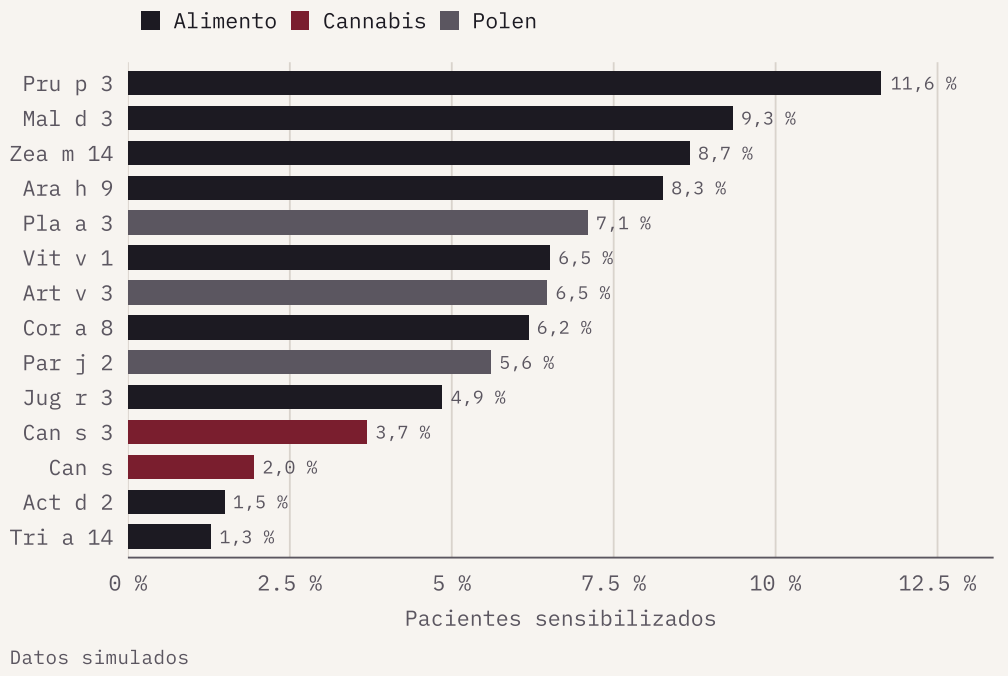 Alimento Cannabis Polen
Pru p 3 11,6 %
Mal d 3 9,3 %
Zea m 14 8,7 %
Ara h 9 8,3 %
Pla a 3 7,1 %
Vit v 1 6,5 %
Art v 3 6,5 %
Cor a 8 6,2 %
Par j 2 5,6 %
Jug r 3 4,9 %
Can s 3 3,7 %
Can s 2,0 %
Act d 2 1,5 %
Tri a 14 1,3 %
0 % 2.5 % 5 % 7.5 % 10 % 12.5 %
Pacientes sensibilizados
Datos simulados